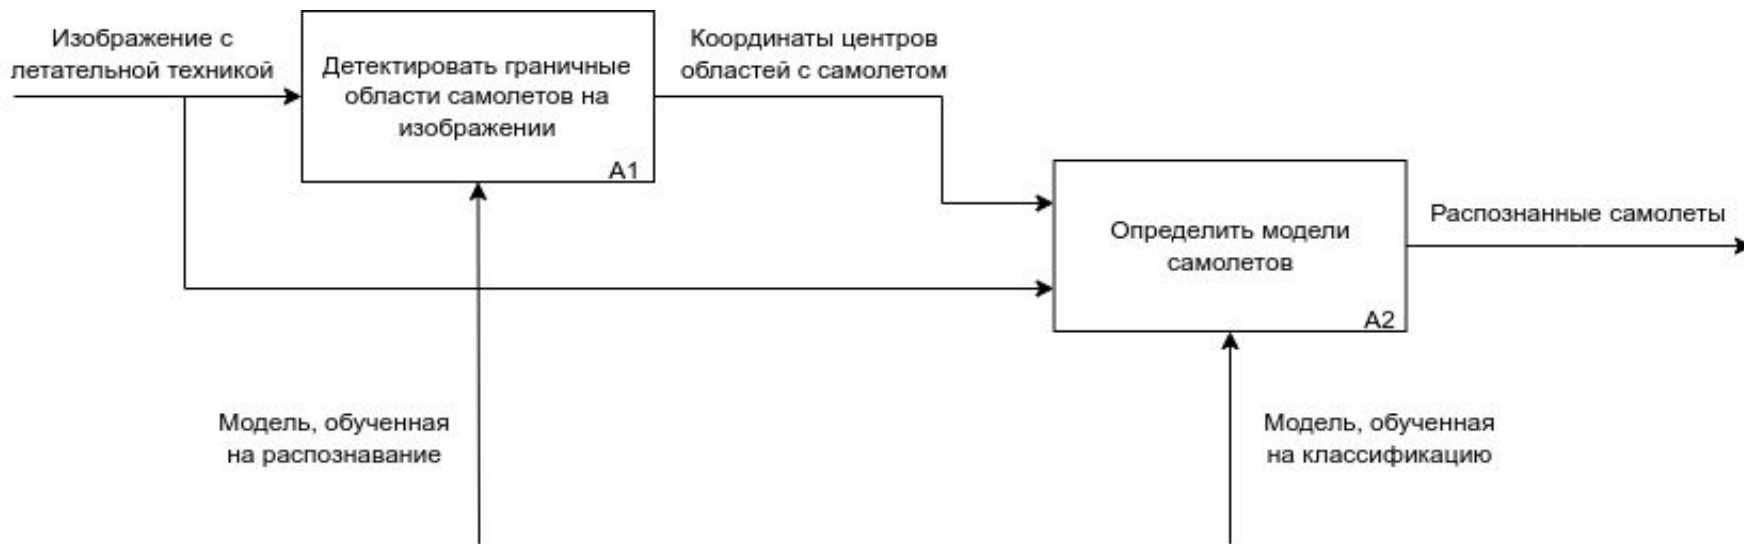 Изображение с
летательной техникой
Детектировать граничные
области самолетов на
изображении
A1
Координаты центров
областей с самолетом
Определить модели
самолетов
A2
Распознанные самолеты
Модель, обученная
на распознавание
Модель, обученная
на классификацию